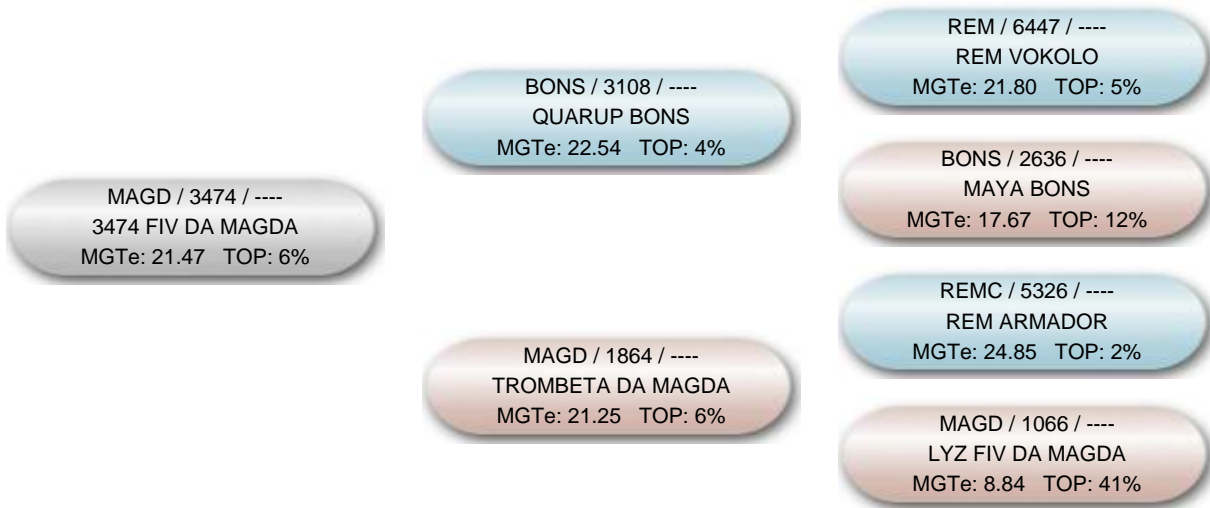 MAGD / 3474 / ----
3474 FIV DA MAGDA
MGTe: 21.47 TOP: 6%
BONS / 3108 / ----
QUARUP BONS
MGTe: 22.54 TOP: 4%
MAGD / 1864 / ----
TROMBETA DA MAGDA
MGTe: 21.25 TOP: 6%
REM / 6447 / ----
REM VOKOLO
MGTe: 21.80 TOP: 5%
BONS / 2636 / ----
MAYA BONS
MGTe: 17.67 TOP: 12%
REMC / 5326 / ----
REM ARMADOR
MGTe: 24.85 TOP: 2%
MAGD / 1066 / ----
LYZ FIV DA MAGDA
MGTe: 8.84 TOP: 41%